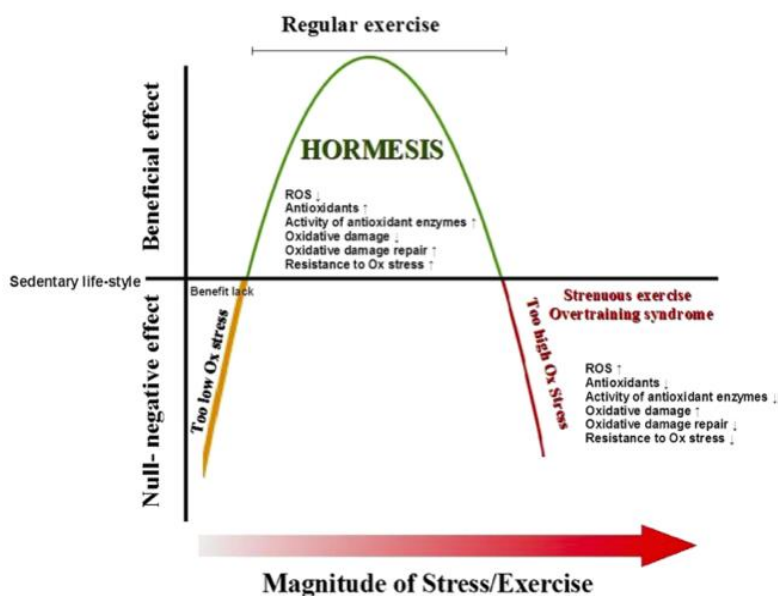 Regular exercise
Beneficial effect
HORMESIS
ROS ↓
Antioxidants ↑
Activity of antioxidant enzymes ↑
Oxidative damage ↓
Oxidative damage repair ↑
Resistance to Ox stress ↑
Sedentary life-style
Benefit lack
Null- negative effect
Too low Ox stress
Too high Ox Stress
Strenuous exercise
Overtraining syndrome
ROS ↑
Antioxidants ↓
Activity of antioxidant enzymes ↓
Oxidative damage ↑
Oxidative damage repair ↓
Resistance to Ox stress ↓
Magnitude of Stress/Exercise